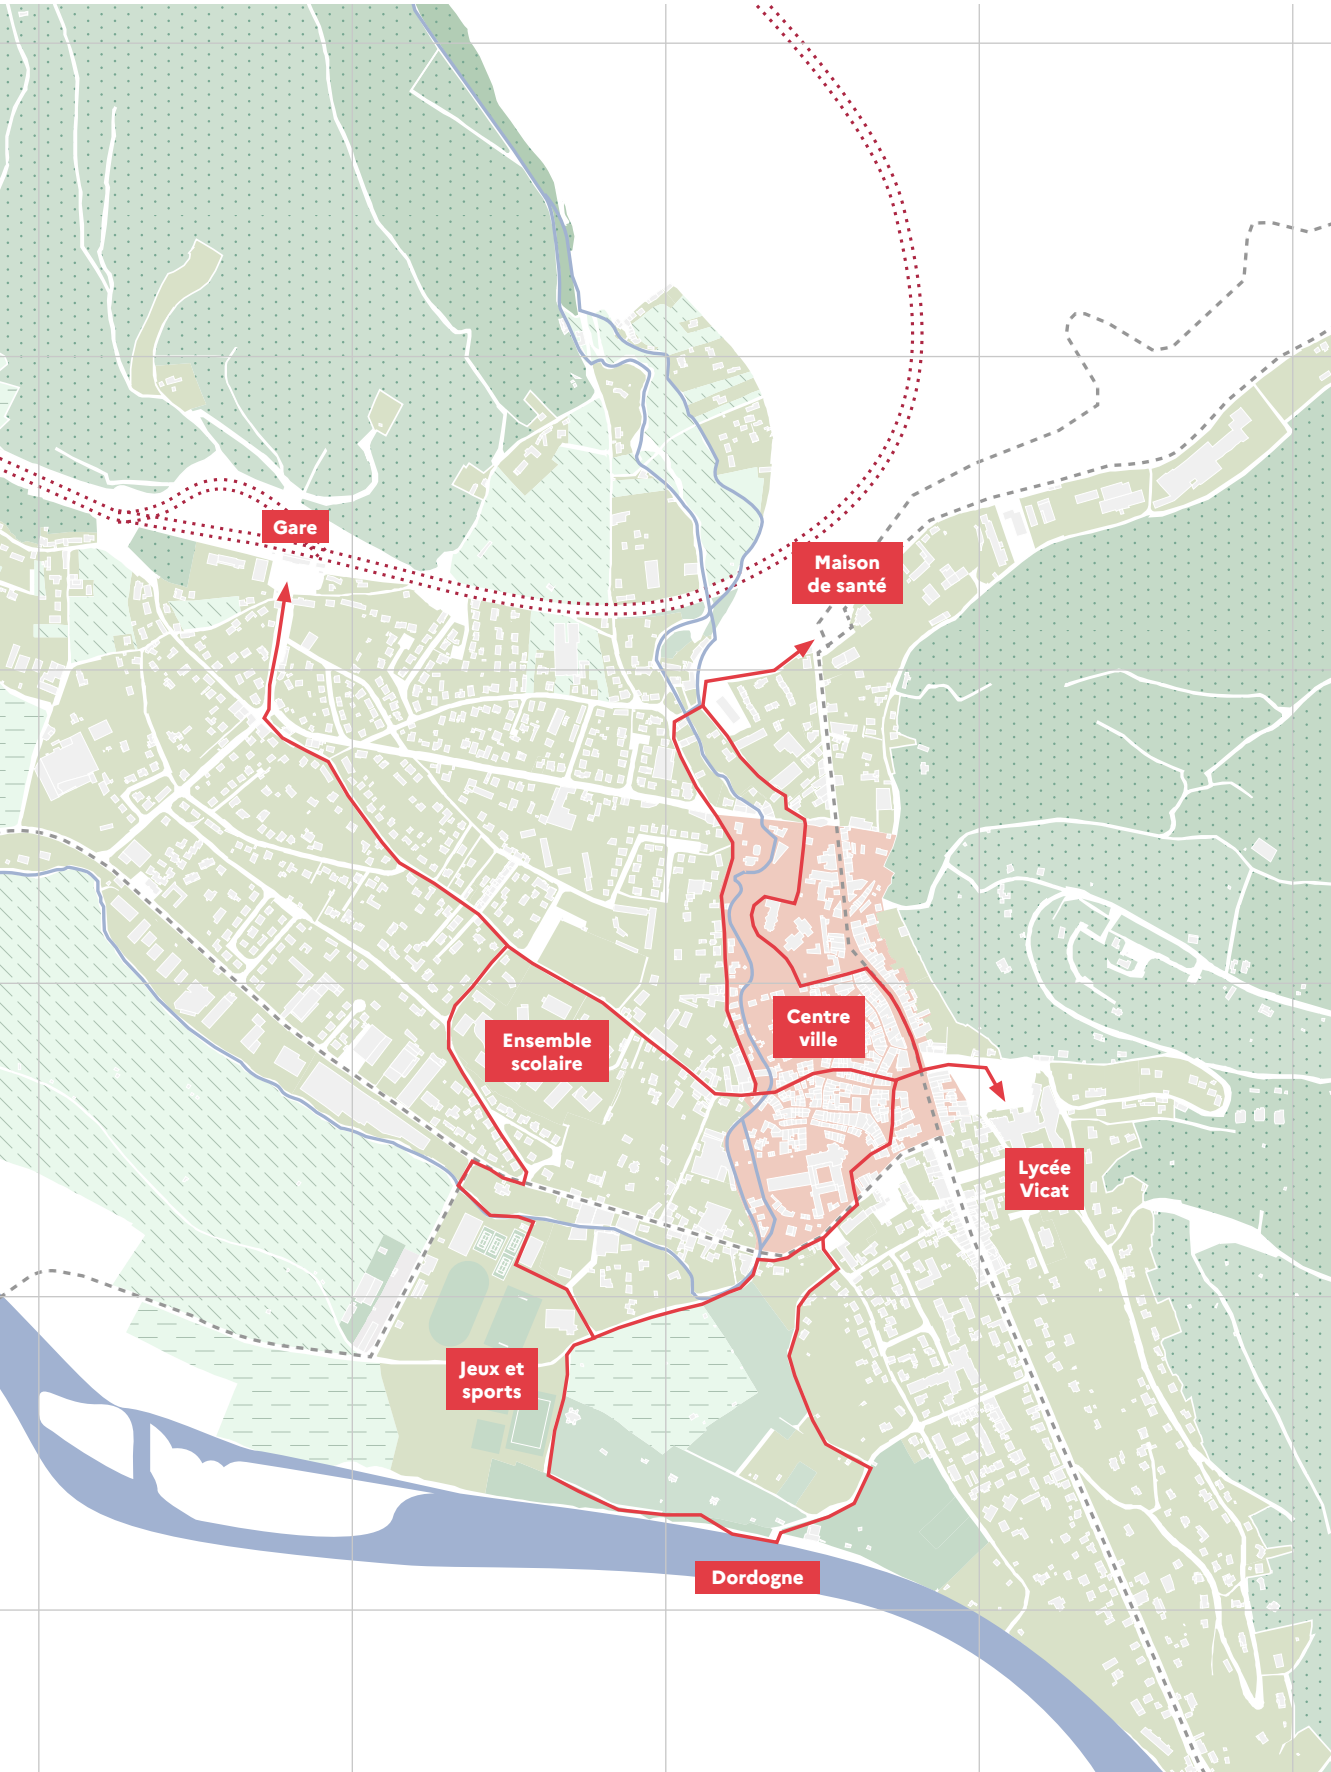 Gare
Maison
de santé
Centre
ville
Ensemble
scolaire
Lycée
Vicat
Jeux et
sports
Dordogne